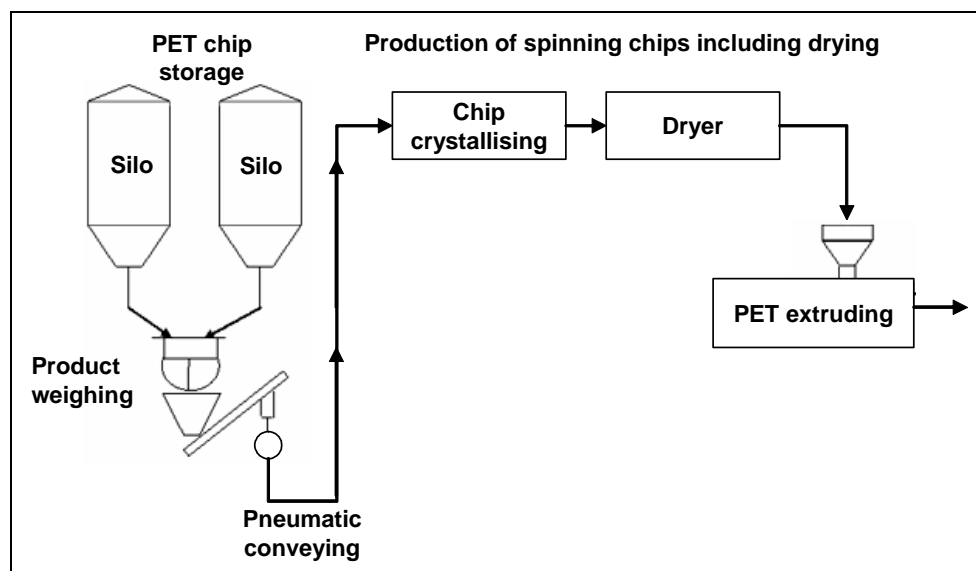 PET chip
storage
Production of spinning chips including drying
Silo
Silo
Chip
crystallising
Dryer
PET extruding
Product
weighing
Pneumatic
conveying